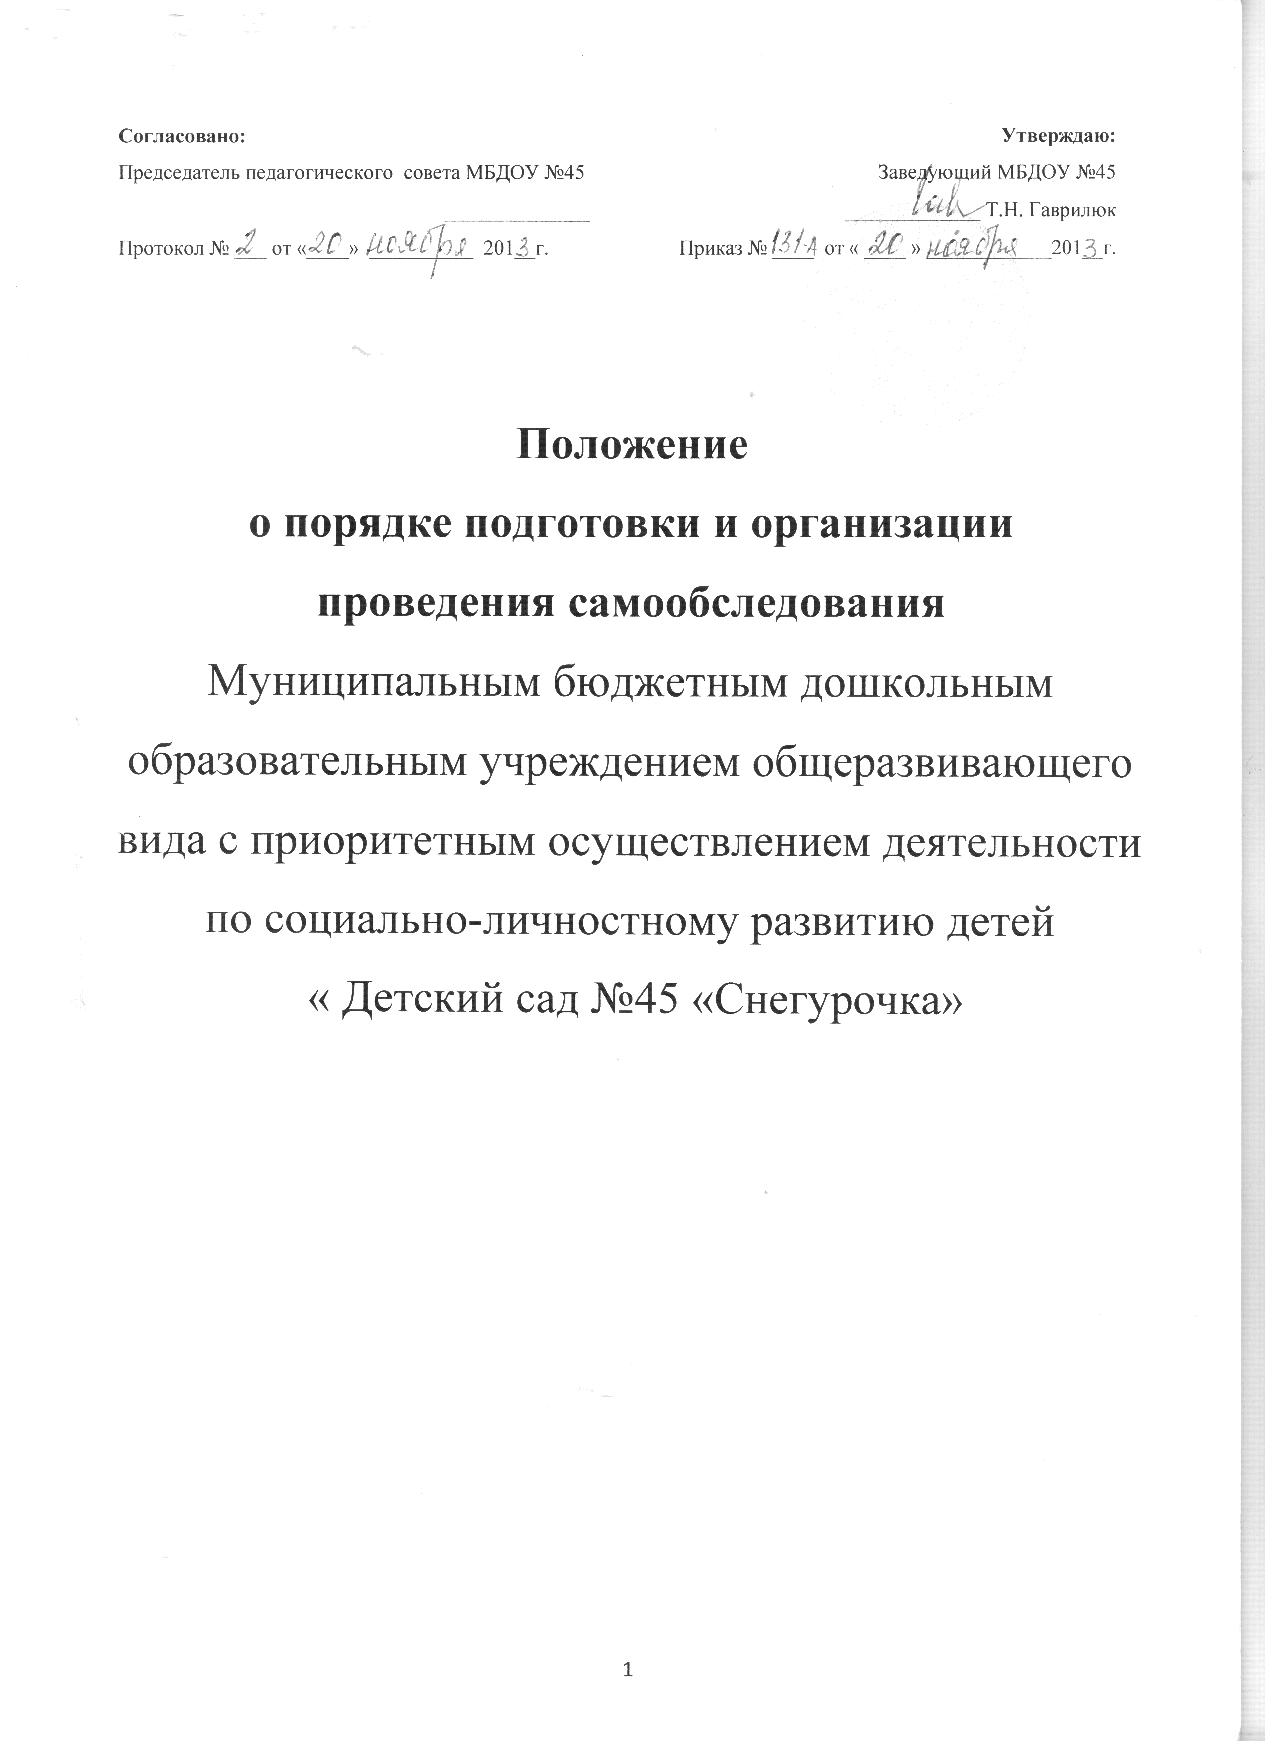 Согласовано:
Утверждаю:
Председатель педагогического совета МБДОУ №45
Заведующий МБДОУ №45
Т.Н. Гаврилюк
Протокол № 2 от «20» ноября 2013 г.
Приказ № от « 20 » ноября 2013 г.
Положение
о порядке подготовки и организации
проведения самообследования
Муниципальным бюджетным дошкольным
образовательным учреждением общеразвивающего
вида с приоритетным осуществлением деятельности
по социально-личностному развитию детей
« Детский сад №45 «Снегурочка»
1